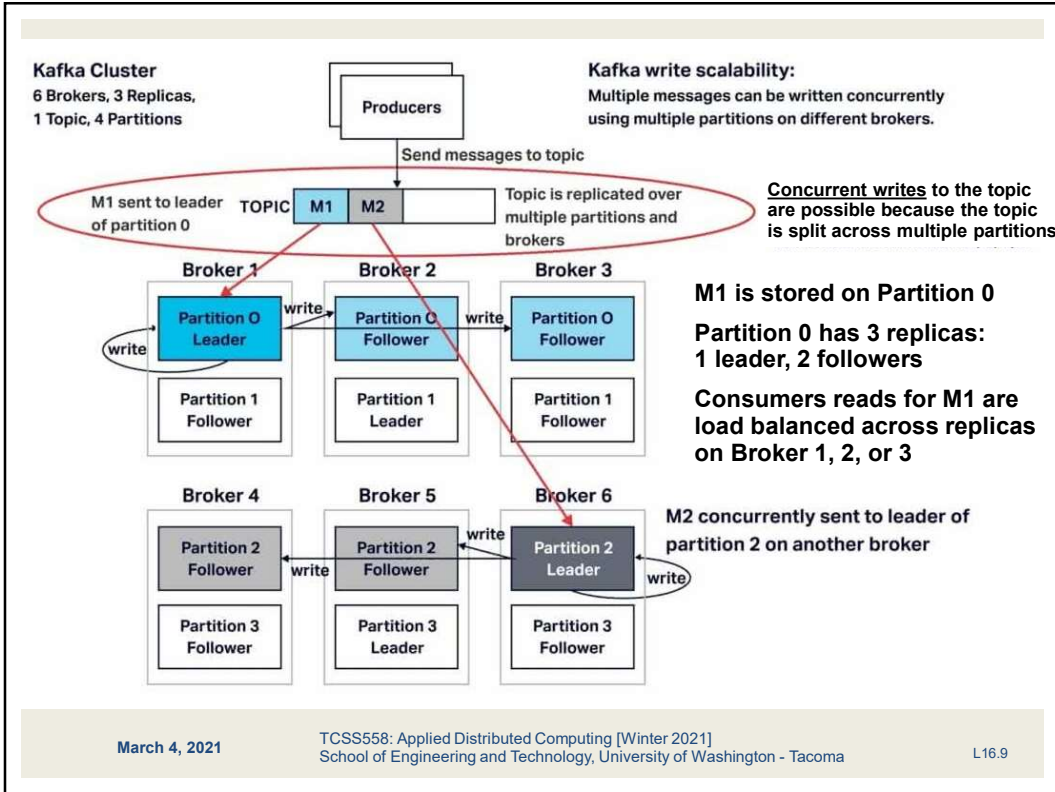 Kafka Cluster
6 Brokers, 3 Replicas,
1 Topic, 4 Partitions
Producers
Kafka write scalability:
Multiple messages can be written concurrently
using multiple partitions on different brokers.
Send messages to topic
M1 sent to leader
of partition 0
TOPIC
M1
M2
Topic is replicated over
multiple partitions and
brokers
Concurrent writes to the topic
are possible because the topic
is split across multiple partitions
Broker 1
Broker 2
Broker 3
Partition 0
Leader
write
write
Partition 0
Follower
write
Partition 0
Follower
Partition 1
Follower
Partition 1
Leader
Partition 1
Follower
M1 is stored on Partition 0
Partition 0 has 3 replicas:
1 leader, 2 followers
Consumers reads for M1 are
load balanced across replicas
on Broker 1, 2, or 3
Broker 4
Broker 5
Broker 6
Partition 2
Follower
write
Partition 2
Follower
write
Partition 2
Leader
write
Partition 3
Follower
Partition 3
Leader
Partition 3
Follower
M2 concurrently sent to leader of
partition 2 on another broker
March 4, 2021
TCSS558: Applied Distributed Computing [Winter 2021]
School of Engineering and Technology, University of Washington - Tacoma
L16.9